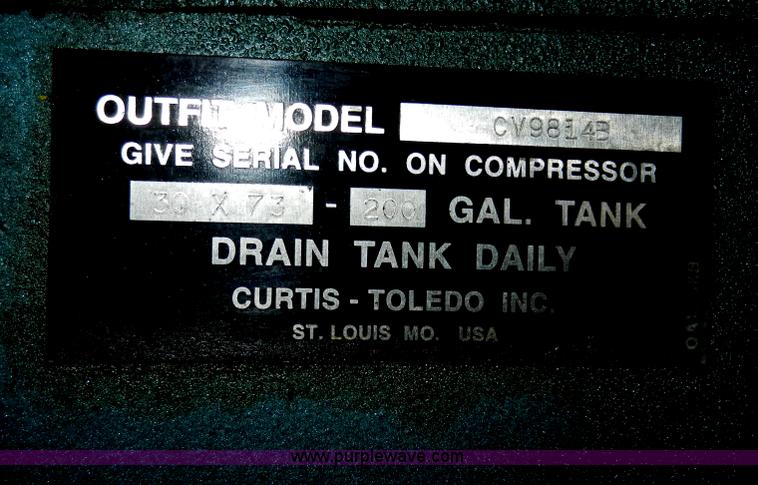 OUTFIT MODEL CV9814B
GIVE SERIAL NO. ON COMPRESSOR
30 X 73 - 200 GAL. TANK
DRAIN TANK DAILY
CURTIS - TOLEDO INC.
ST. LOUIS MO. USA
www.purplewave.com